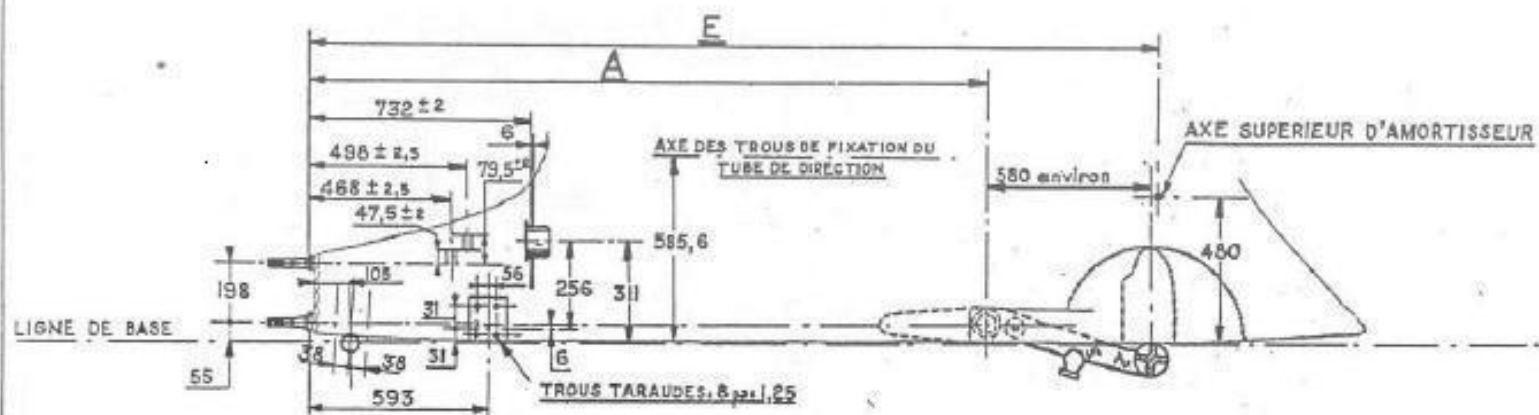 E
A
732 ±2
6
AXE SUPERIEUR D'AMORTISSEUR
AXE DES TROUS DE FIXATION DU
TUBE DE DIRECTION
498 ± 2,5
79,5
580 environ
468 ± 2,5
47,5 ±2
585,6
480
105
56
198
256
311
31
LIGNE DE BASE
38
38
31
6
55
TROUS TARAUDES: 8 1,25
593